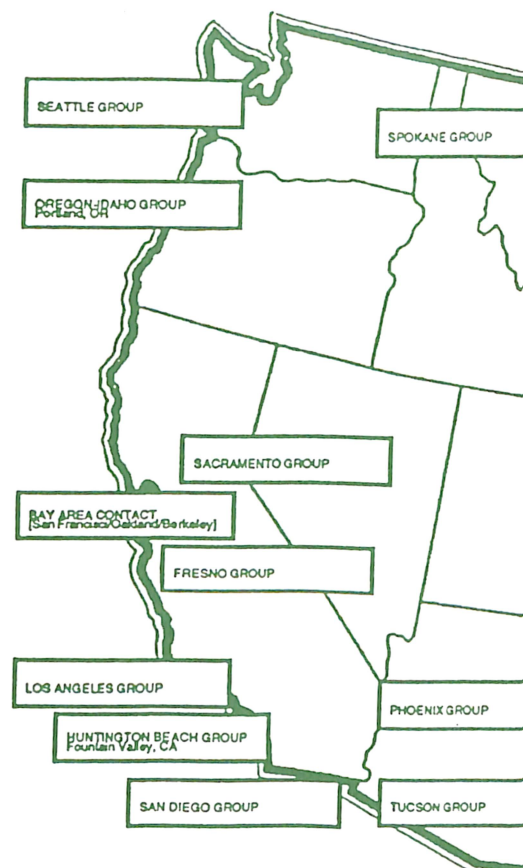 SEATTLE GROUP
SPOKANE GROUP
OREGON-IDAHO GROUP
Portland, OR
SACRAMENTO GROUP
BAY AREA CONTACT
[San Francisco/Oakland/Berkeley]
FRESNO GROUP
LOS ANGELES GROUP
PHOENIX GROUP
HUNTINGTON BEACH GROUP
Fountain Valley, CA
SAN DIEGO GROUP
TUCSON GROUP